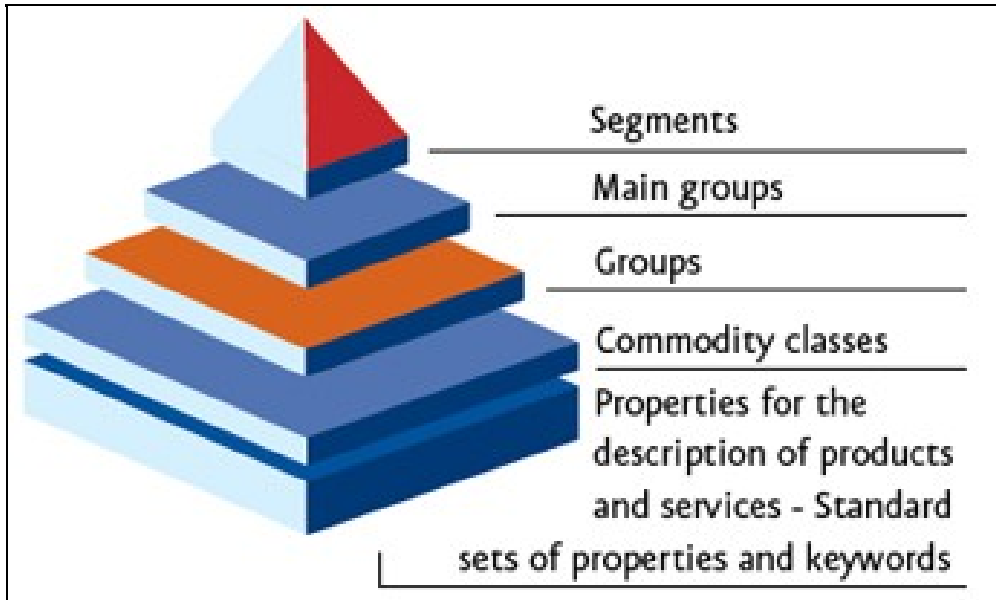 Segments
Main groups
Groups
Commodity classes
Properties for the
description of products
and services - Standard
sets of properties and keywords